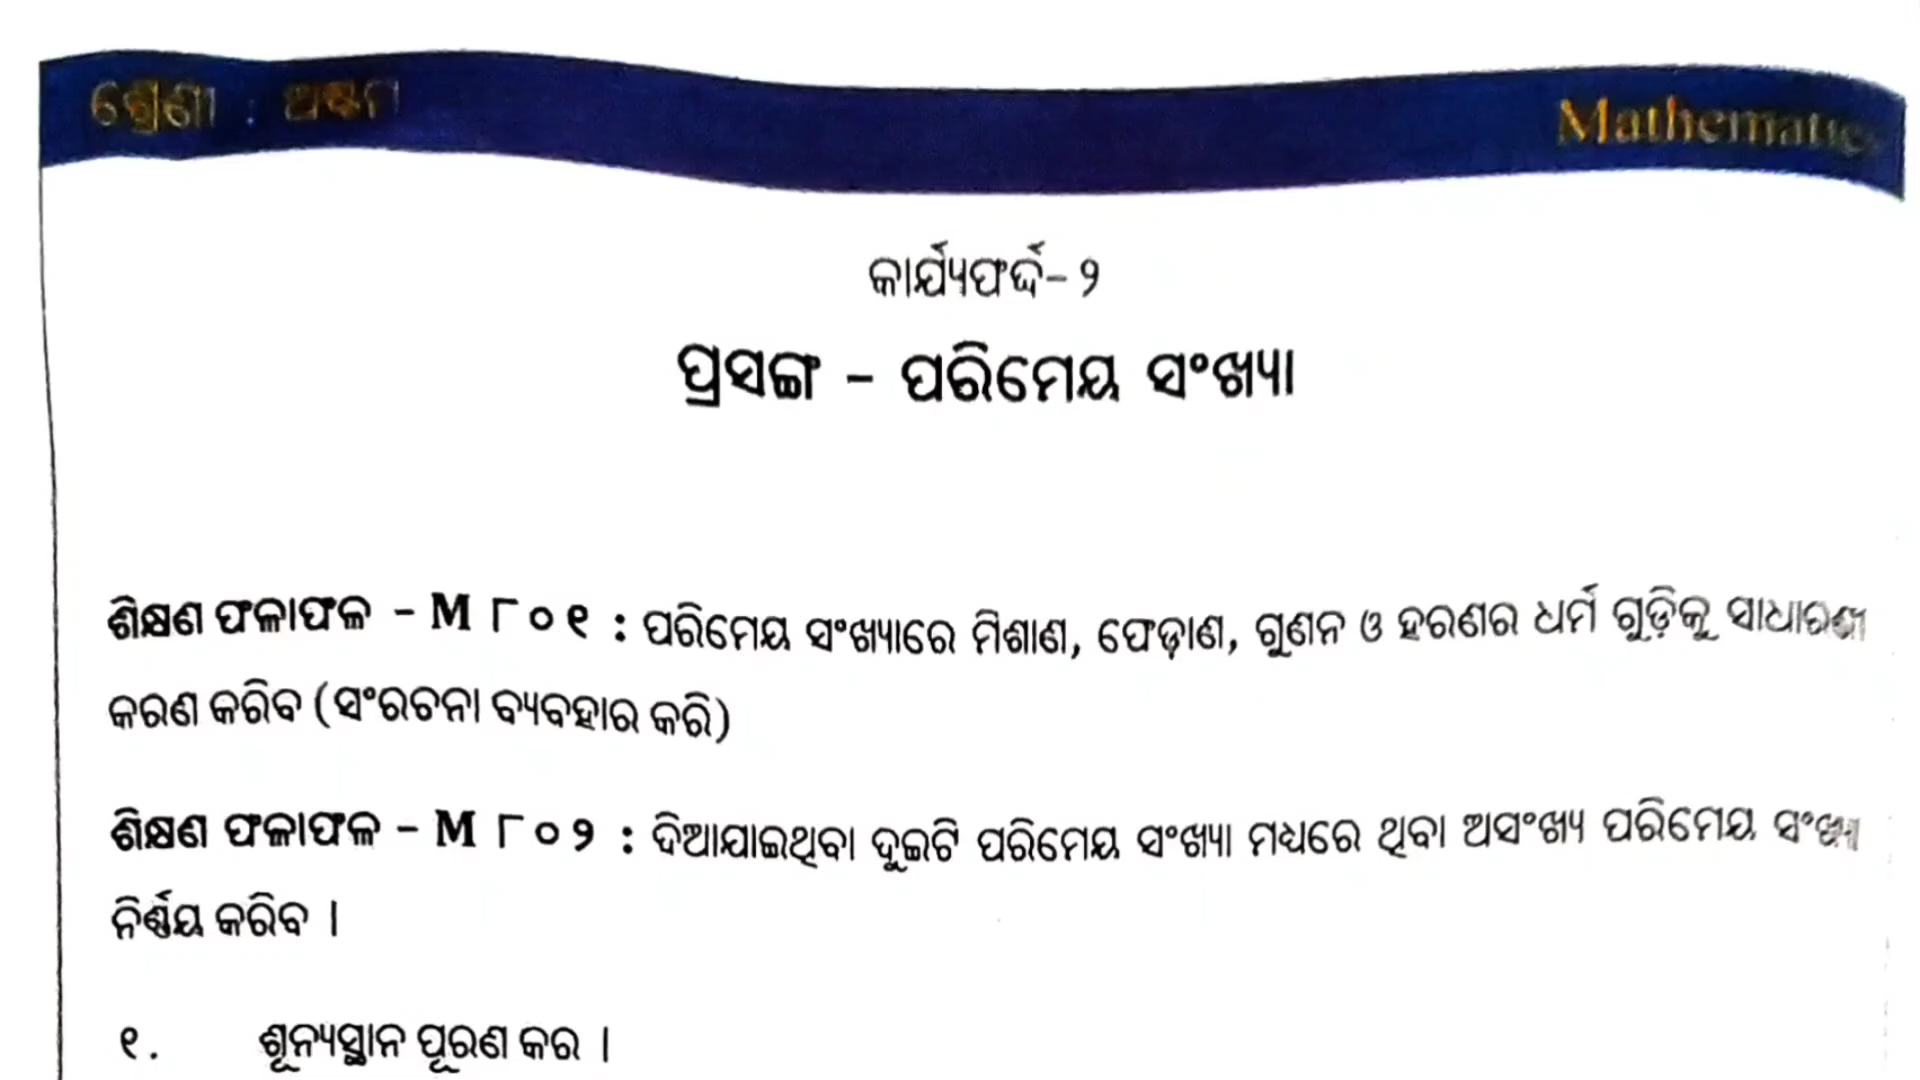 ଶ୍ରେଣୀ : ଅଷ୍ଟମ
Mathematics
କାର୍ଯ୍ୟଫର୍ଦ୍ଦ– ୨
ପ୍ରସଙ୍ଗ – ପରିମେୟ ସଂଖ୍ୟା
ଶିକ୍ଷଣ ଫଳାଫଳ – M ୮୦୧ : ପରିମେୟ ସଂଖ୍ୟାରେ ମିଶାଣ, ଫେଡ଼ାଣ, ଗୁଣନ ଓ ହରଣର ଧର୍ମ ଗୁଡ଼ିକୁ ସାଧାରଣୀ
କରଣ କରିବ (ସଂରଚନା ବ୍ୟବହାର କରି)
ଶିକ୍ଷଣ ଫଳାଫଳ – M ୮୦୨ : ଦିଆଯାଇଥିବା ଦୁଇଟି ପରିମେୟ ସଂଖ୍ୟା ମଧ୍ୟରେ ଥିବା ଅସଂଖ୍ୟ ପରିମେୟ ସଂଖ୍ୟା
ନିର୍ଣ୍ଣୟ କରିବ ।
୧. ଶୂନ୍ୟସ୍ଥାନ ପୂରଣ କର ।